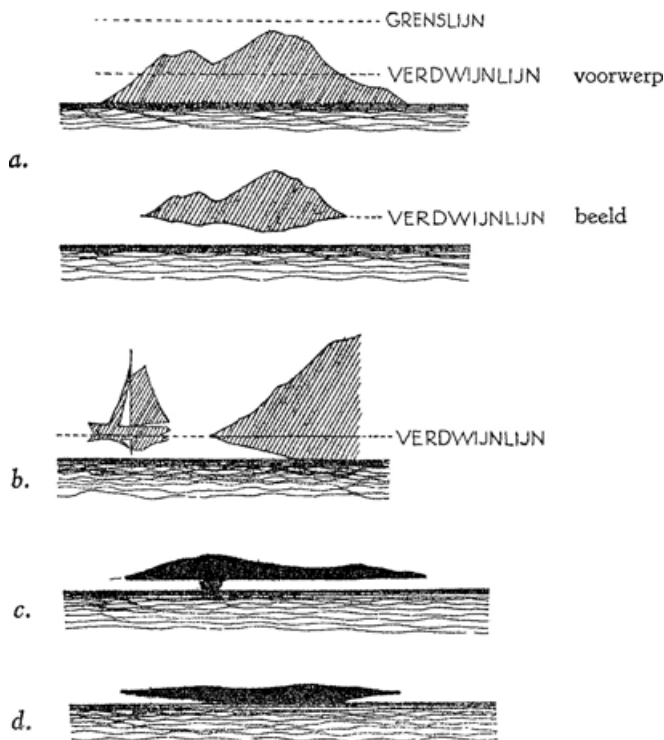 GRENSLIJN
VERDWIJNLIJN voorwerp
a.
VERDWIJNLIJN beeld
VERDWIJNLIJN
b.
c.
d.